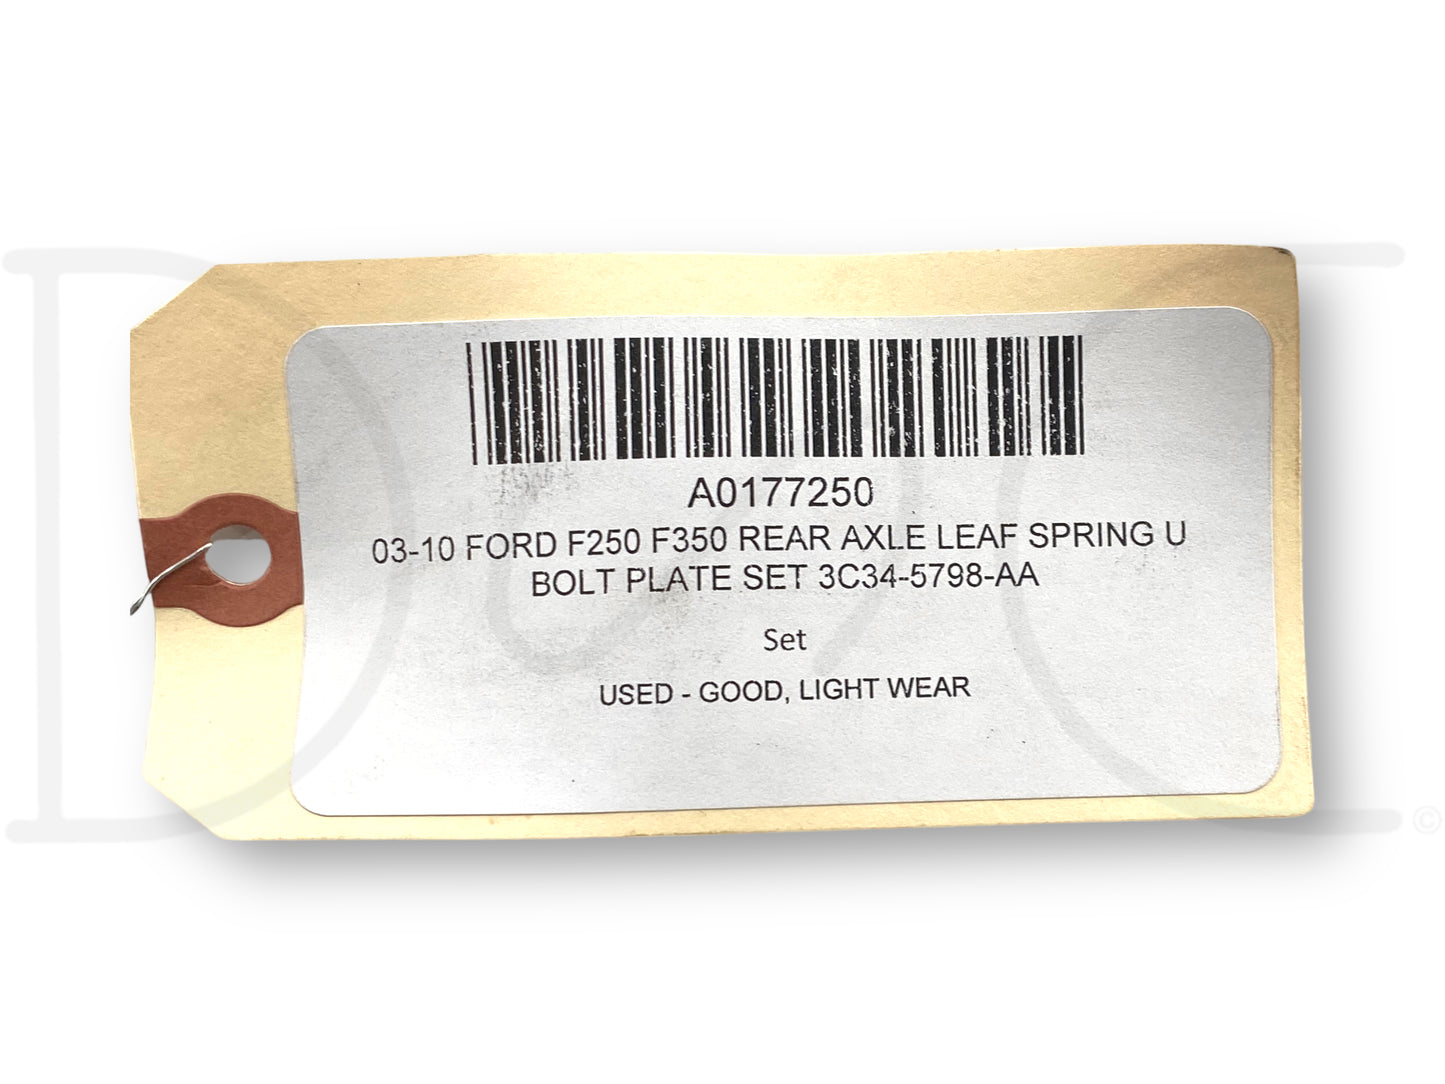 A0177250
03-10 FORD F250 F350 REAR AXLE LEAF SPRING U
BOLT PLATE SET 3C34-5798-AA
Set
USED - GOOD, LIGHT WEAR
©